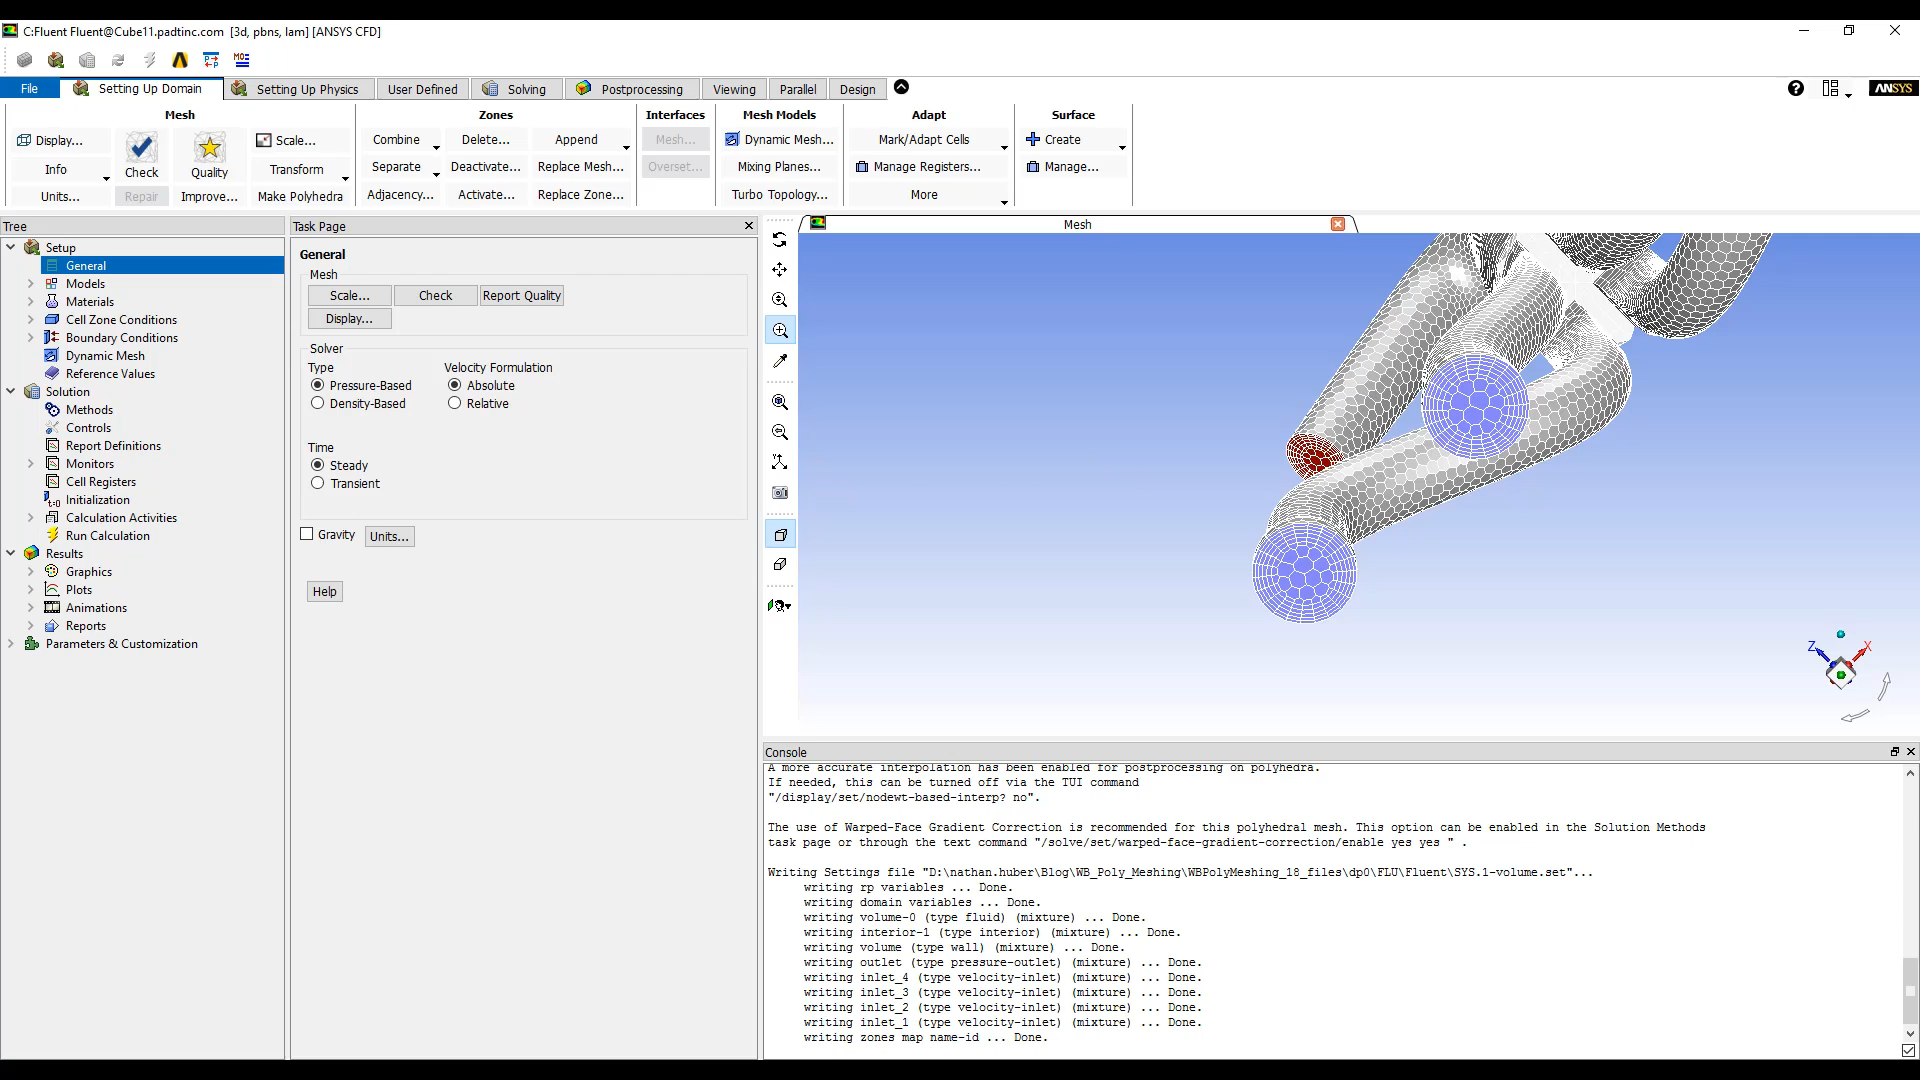 C:Fluent Fluent@Cube11.padtinc.com [3d, pbns, lam] [ANSYS CFD]
File
Setting Up Domain
Setting Up Physics
User Defined
Solving
Postprocessing
Viewing
Parallel
Design
ANSYS
Mesh
Zones
Interfaces
Mesh Models
Adapt
Surface
Display...
Check
Quality
Scale...
Combine
Delete...
Append
Mesh...
Dynamic Mesh...
Mark/Adapt Cells
Create
Info
Transform
Separate
Deactivate...
Replace Mesh...
Overset...
Mixing Planes...
Manage Registers...
Manage...
Units...
Repair
Improve...
Make Polyhedra
Adjacency...
Activate...
Replace Zone...
Turbo Topology...
More
Tree
Setup
General
Models
Materials
Cell Zone Conditions
Boundary Conditions
Dynamic Mesh
Reference Values
Solution
Methods
Controls
Report Definitions
Monitors
Cell Registers
Initialization
Calculation Activities
Run Calculation
Results
Graphics
Plots
Animations
Reports
Parameters & Customization
Task Page
General
Mesh
Scale...
Check
Report Quality
Display...
Solver
Type
Velocity Formulation
Pressure-Based
Absolute
Density-Based
Relative
Time
Steady
Transient
Gravity
Units...
Help
Mesh
Z
X
Console
A more accurate interpolation has been enabled for postprocessing on polyhedra.
If needed, this can be turned off via the TUI command
"/display/set/nodewt-based-interp? no".
The use of Warped-Face Gradient Correction is recommended for this polyhedral mesh. This option can be enabled in the Solution Methods
task page or through the text command "/solve/set/warped-face-gradient-correction/enable yes yes " .
Writing Settings file "D:\nathan.huber\Blog\WB_Poly_Meshing\WBPolyMeshing_18_files\dp0\FLU\Fluent\SYS.1-volume.set"...
writing rp variables ... Done.
writing domain variables ... Done.
writing volume-0 (type fluid) (mixture) ... Done.
writing interior-1 (type interior) (mixture) ... Done.
writing volume (type wall) (mixture) ... Done.
writing outlet (type pressure-outlet) (mixture) ... Done.
writing inlet_4 (type velocity-inlet) (mixture) ... Done.
writing inlet_3 (type velocity-inlet) (mixture) ... Done.
writing inlet_2 (type velocity-inlet) (mixture) ... Done.
writing inlet_1 (type velocity-inlet) (mixture) ... Done.
writing zones map name-id ... Done.